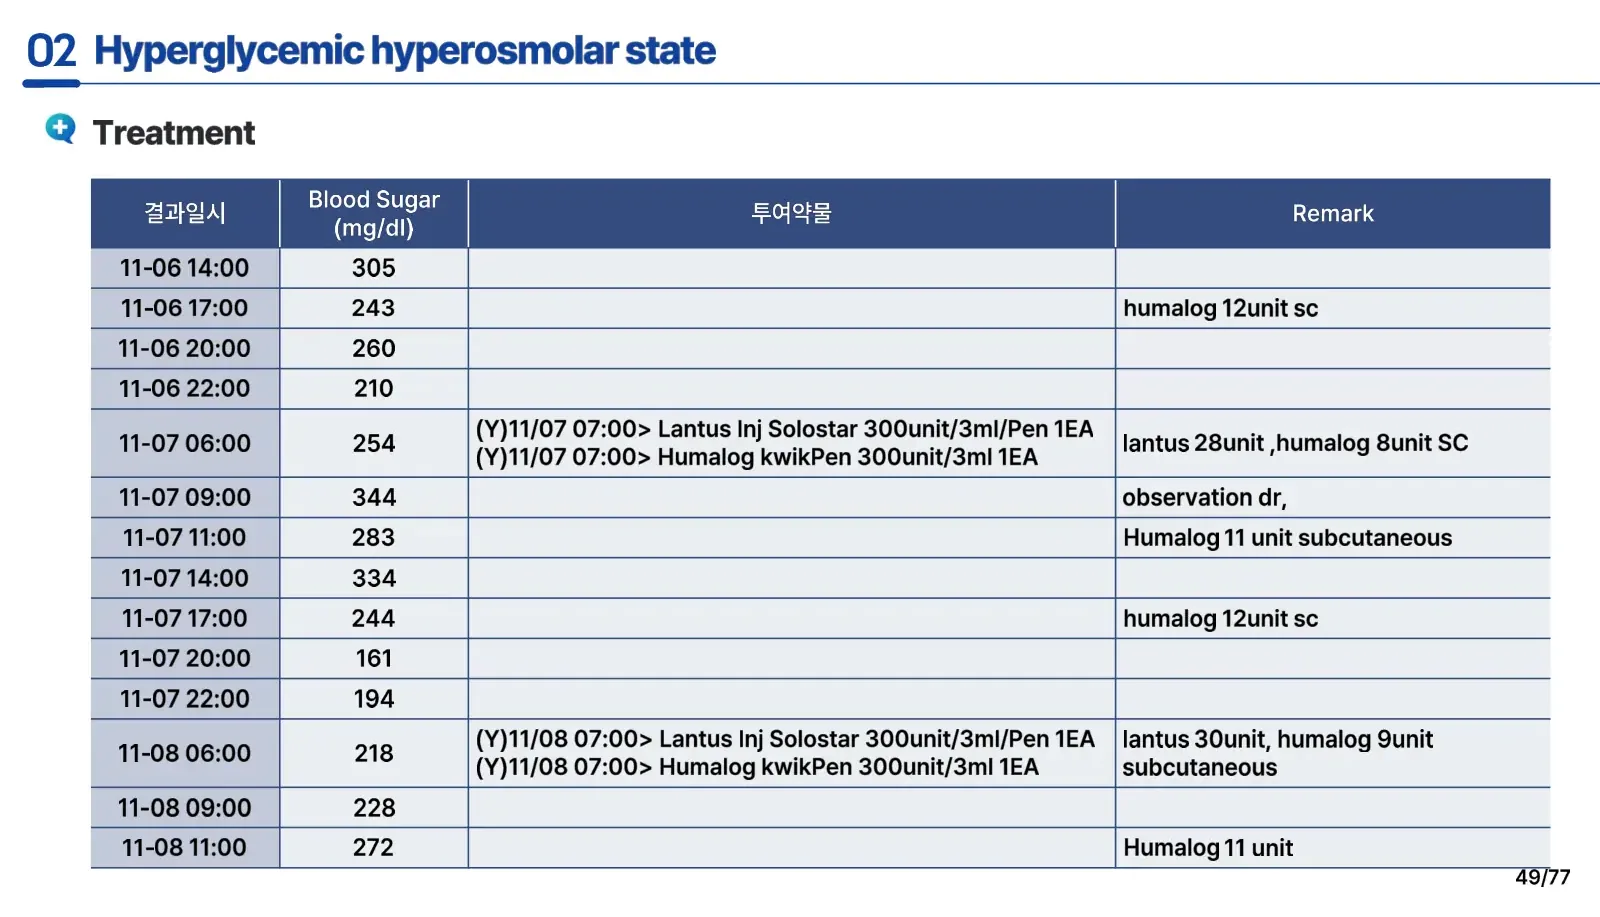 02 Hyperglycemic hyperosmolar state
Treatment
결과일시
Blood Sugar
(mg/dl)
투여약물
Remark
11-06 14:00 305
11-06 17:00 243 humalog 12unit sc
11-06 20:00 260
11-06 22:00 210
11-07 06:00 254
(Y)11/07 07:00> Lantus Inj Solostar 300unit/3ml/Pen 1EA
(Y)11/07 07:00> Humalog kwikPen 300unit/3ml 1EA
lantus 28unit ,humalog 8unit SC
11-07 09:00 344 observation dr,
11-07 11:00 283 Humalog 11 unit subcutaneous
11-07 14:00 334
11-07 17:00 244 humalog 12unit sc
11-07 20:00 161
11-07 22:00 194
11-08 06:00 218
(Y)11/08 07:00> Lantus Inj Solostar 300unit/3ml/Pen 1EA
(Y)11/08 07:00> Humalog kwikPen 300unit/3ml 1EA
lantus 30unit, humalog 9unit
subcutaneous
11-08 09:00 228
11-08 11:00 272 Humalog 11 unit
49/77